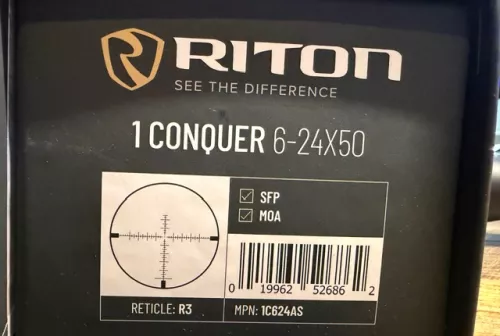 RITON
SEE THE DIFFERENCE
1 CONQUER 6-24X50
SFP
MOA
0 19962 52686 2
RETICLE: R3
MPN: 1C624AS